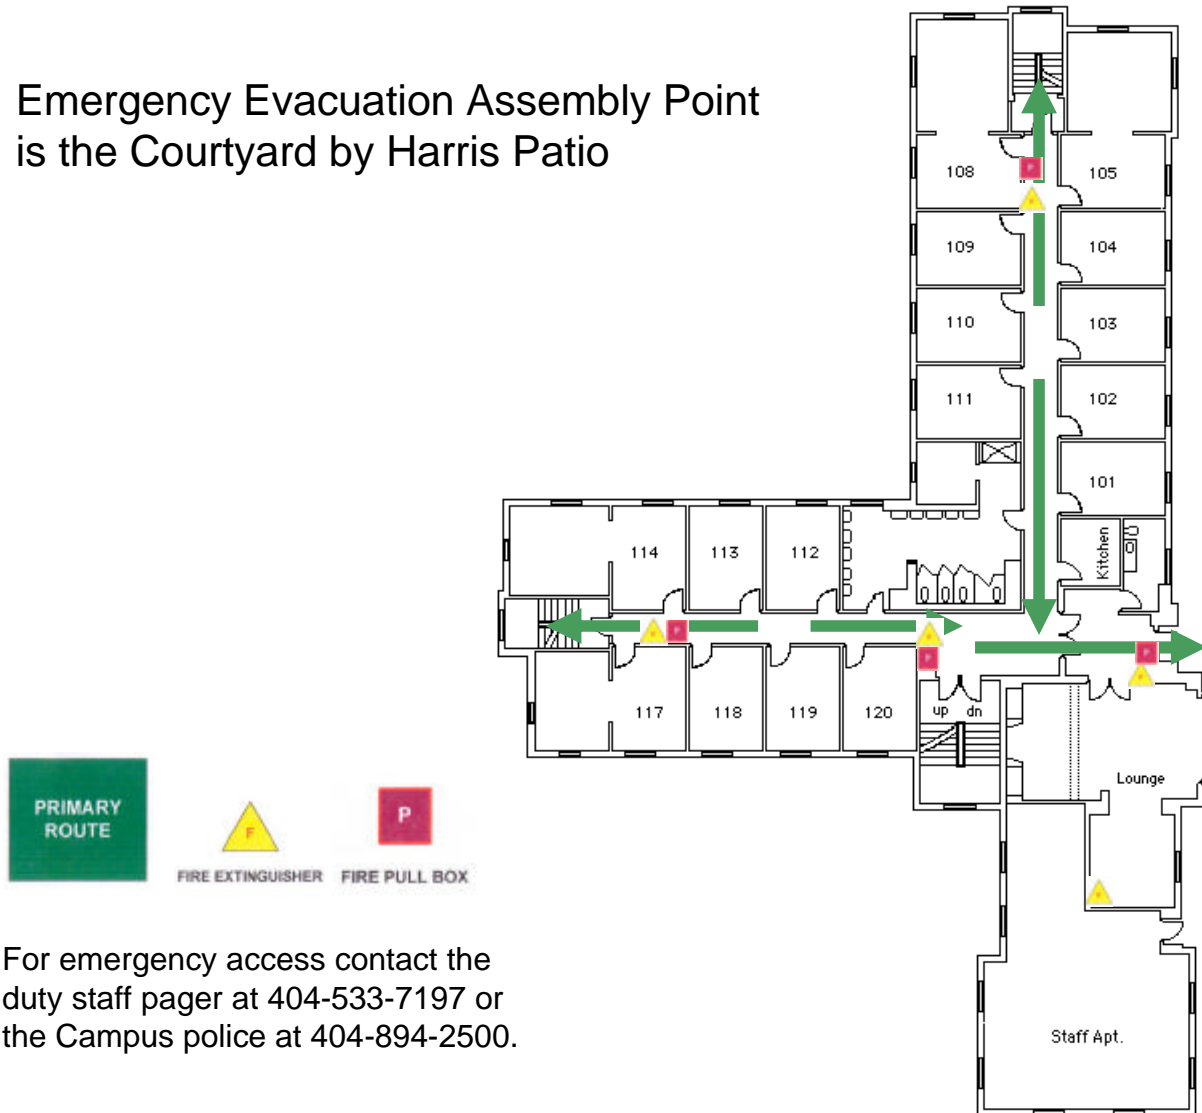 Emergency Evacuation Assembly Point
is the Courtyard by Harris Patio
108
105
P
F
109
104
110
103
111
102
101
Kitchen
114
113
112
F
P
F
P
P
F
117
118
119
120
up dn
Lounge
PRIMARY
ROUTE
F
P
FIRE EXTINGUISHER
FIRE PULL BOX
F
For emergency access contact the
duty staff pager at 404-533-7197 or
the Campus police at 404-894-2500.
Staff Apt.